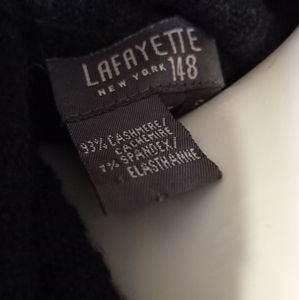 LAFAYETTE
NEW YORK 148
93% CASHMERE/
CACHEMIRE
7% SPANDEX/
ELASTHANNE